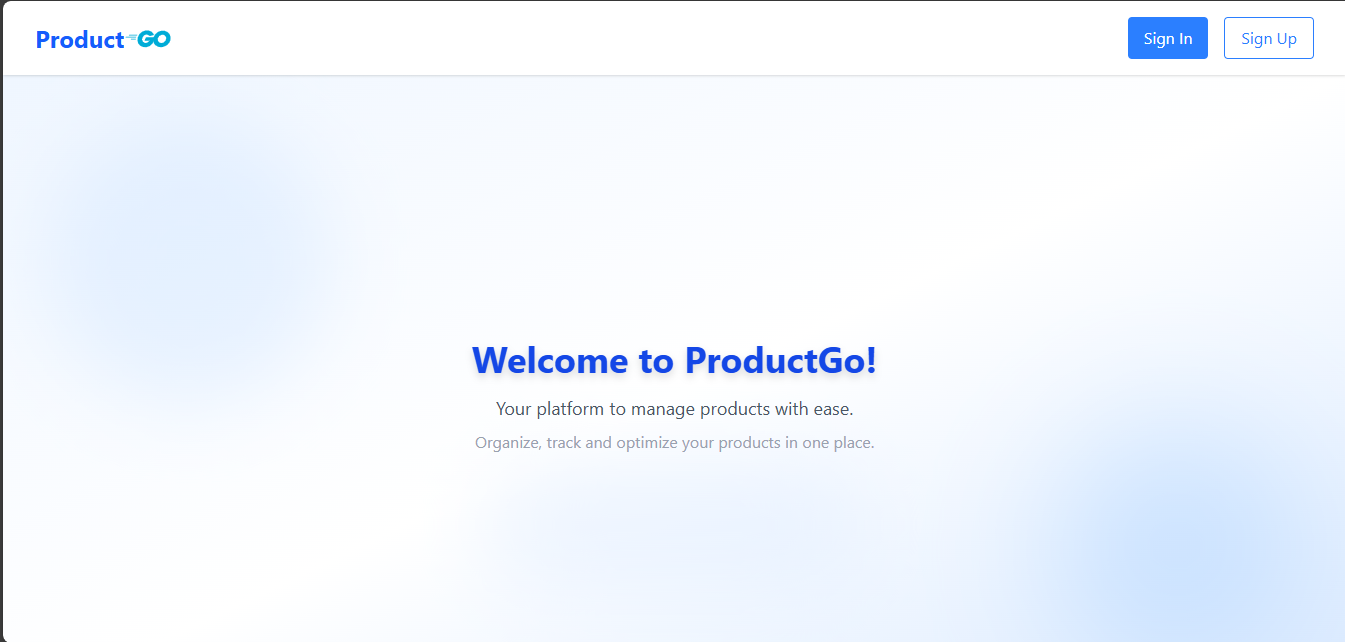 ProductGO
Sign In
Sign Up
Welcome to ProductGo!
Your platform to manage products with ease.
Organize, track and optimize your products in one place.